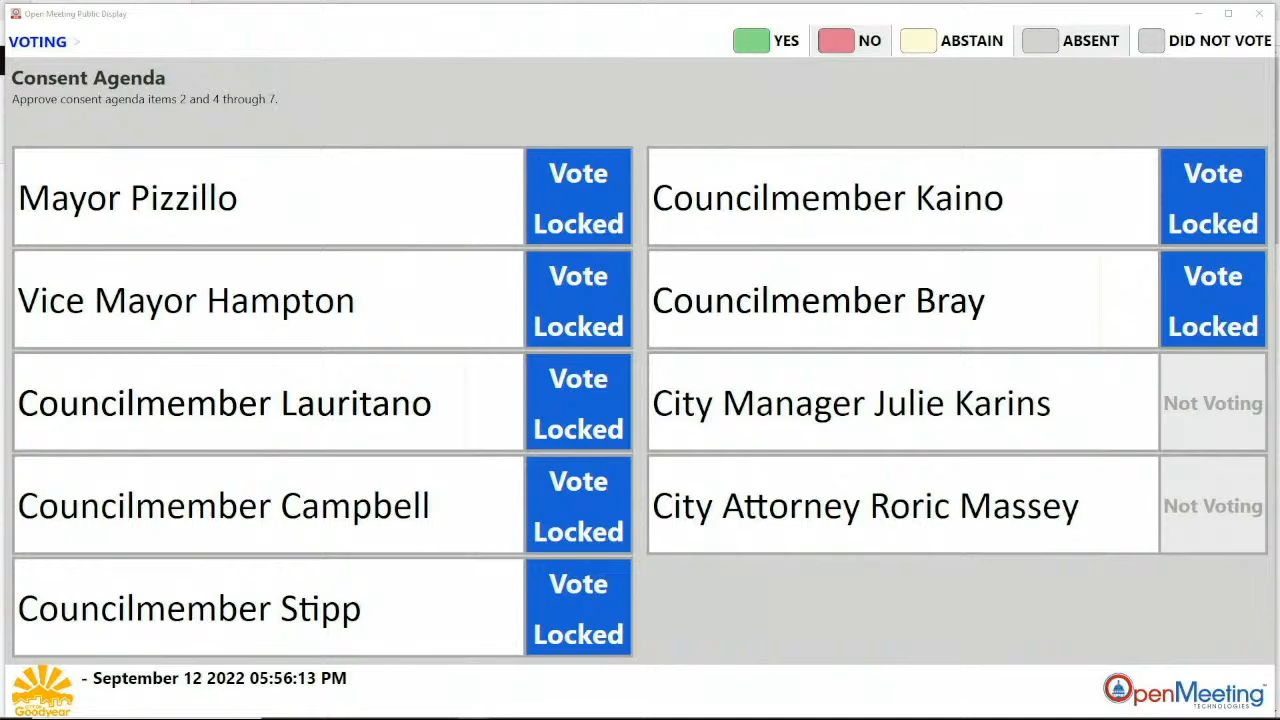 Open Meeting Public Display
VOTING >
YES
NO
ABSTAIN
ABSENT
DID NOT VOTE
Consent Agenda
Approve consent agenda items 2 and 4 through 7.
Mayor Pizzillo
Vote
Locked
Vice Mayor Hampton
Vote
Locked
Councilmember Lauritano
Vote
Locked
Councilmember Campbell
Vote
Locked
Councilmember Stipp
Vote
Locked
Councilmember Kaino
Vote
Locked
Councilmember Bray
Vote
Locked
City Manager Julie Karins
Not Voting
City Attorney Roric Massey
Not Voting
Goodyear
- September 12 2022 05:56:13 PM
OpenMeeting
TECHNOLOGIES